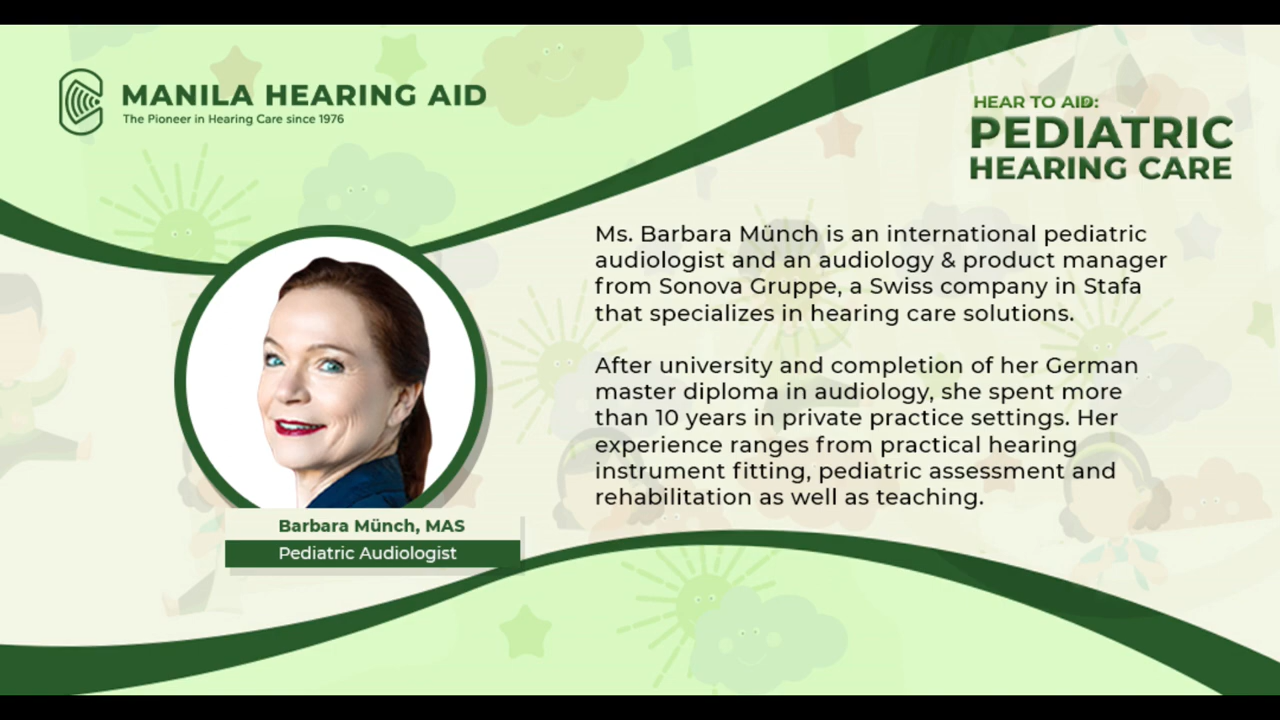 MANILA HEARING AID
The Pioneer in Hearing Care since 1976
HEAR TO AID:
PEDIATRIC
HEARING CARE
Ms. Barbara Münch is an international pediatric
audiologist and an audiology & product manager
from Sonova Gruppe, a Swiss company in Stafa
that specializes in hearing care solutions.
After university and completion of her German
master diploma in audiology, she spent more
than 10 years in private practice settings. Her
experience ranges from practical hearing
instrument fitting, pediatric assessment and
rehabilitation as well as teaching.
Barbara Münch, MAS
Pediatric Audiologist